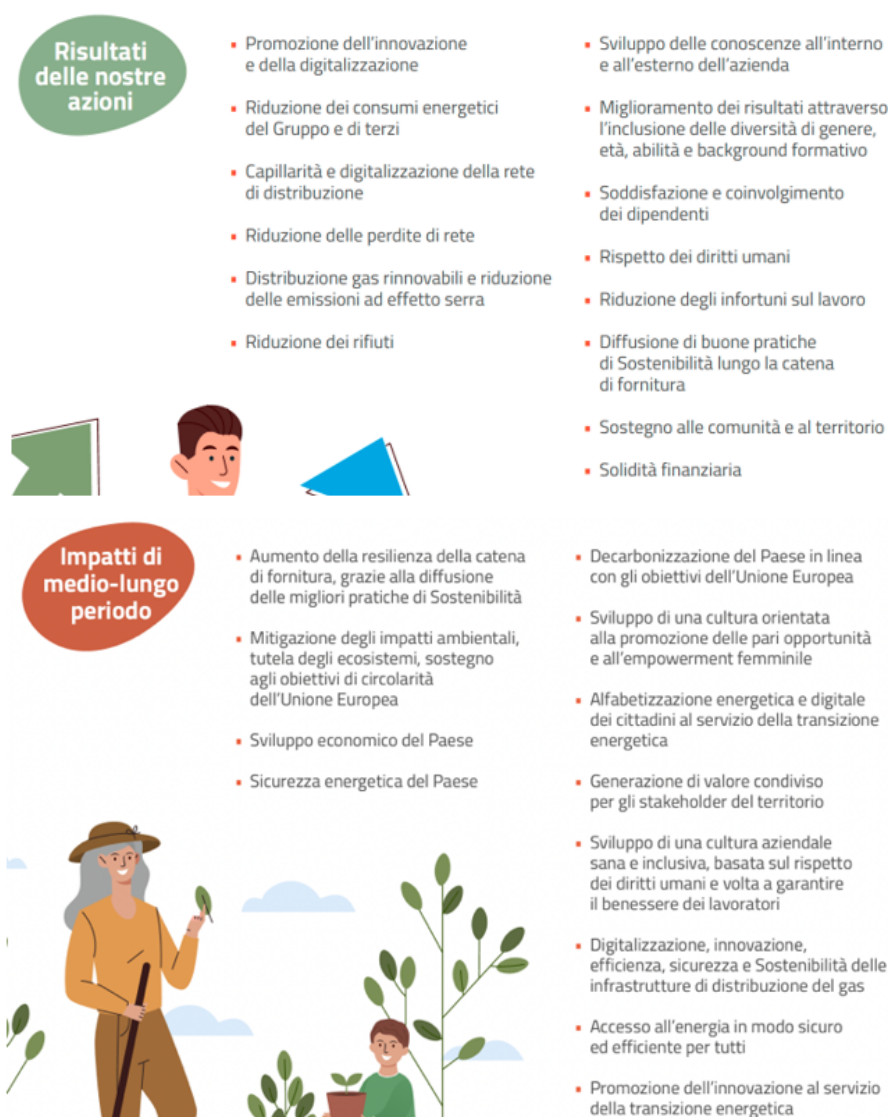 Risultati
delle nostre
azioni
Promozione dell'innovazione
e della digitalizzazione
Riduzione dei consumi energetici
del Gruppo e di terzi
Capillarità e digitalizzazione della rete
di distribuzione
Riduzione delle perdite di rete
Distribuzione gas rinnovabili e riduzione
delle emissioni ad effetto serra
Riduzione dei rifiuti
Sviluppo delle conoscenze all'interno
e all'esterno dell'azienda
Miglioramento dei risultati attraverso
l'inclusione delle diversità di genere,
età, abilità e background formativo
Soddisfazione e coinvolgimento
dei dipendenti
Rispetto dei diritti umani
Riduzione degli infortuni sul lavoro
Diffusione di buone pratiche
di Sostenibilità lungo la catena
di fornitura
Sostegno alle comunità e al territorio
Solidità finanziaria
Impatti di
medio-lungo
periodo
Aumento della resilienza della catena
di fornitura, grazie alla diffusione
delle migliori pratiche di Sostenibilità
Mitigazione degli impatti ambientali,
tutela degli ecosistemi, sostegno
agli obiettivi di circolarità
dell'Unione Europea
Sviluppo economico del Paese
Sicurezza energetica del Paese
Decarbonizzazione del Paese in linea
con gli obiettivi dell'Unione Europea
Sviluppo di una cultura orientata
alla promozione delle pari opportunità
e all'empowerment femminile
Alfabetizzazione energetica e digitale
dei cittadini al servizio della transizione
energetica
Generazione di valore condiviso
per gli stakeholder del territorio
Sviluppo di una cultura aziendale
sana e inclusiva, basata sul rispetto
dei diritti umani e volta a garantire
il benessere dei lavoratori
Digitalizzazione, innovazione,
efficienza, sicurezza e Sostenibilità delle
infrastrutture di distribuzione del gas
Accesso all'energia in modo sicuro
ed efficiente per tutti
Promozione dell'innovazione al servizio
della transizione energetica